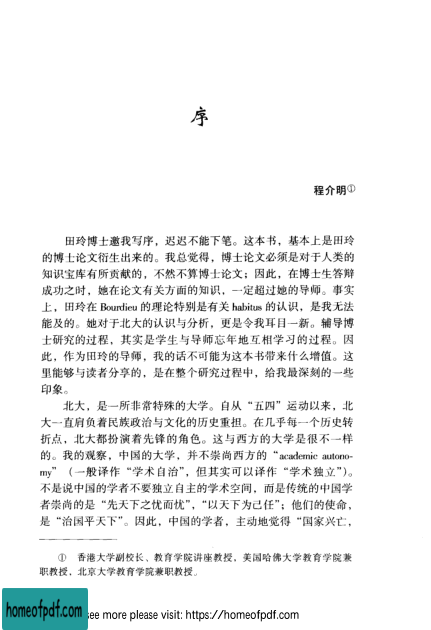 序
程介明①
田玲博士邀我写序，迟迟不能下笔。这本书，基本上是田玲
的博士论文衍生出来的。我总觉得，博士论文必须是对于人类的
知识宝库有所贡献的，不然不算博士论文；因此，在博士生答辩
成功之时，她在论文有关方面的知识，一定超过她的导师。事实
上，田玲在 Bourdieu 的理论特别是有关 habitus 的认识，是我无法
能及的。她对于北大的认识与分析，更是令我耳目一新。辅导博
士研究的过程，其实是学生与导师忘年地互相学习的过程。因
此，作为田玲的导师，我的话不可能为这本书带来什么增值。这
里能够与读者分享的，是在整个研究过程中，给我最深刻的一些
印象。
北大，是一所非常特殊的大学。自从“五四”运动以来，北
大一直肩负着民族政治与文化的历史重担。在几乎每一个历史转
折点，北大都扮演着先锋的角色。这与西方的大学是很不一样
的。我的观察，中国的大学，并不崇尚西方的“academic autono-
my”（一般译作“学术自治”，但其实可以译作“学术独立”）。
不是说中国的学者不要独立自主的学术空间，而是传统的中国学
者崇尚的是“先天下之忧而忧”，“以天下为己任”；他们的使命，
是“治国平天下”。因此，中国的学者，主动地觉得“国家兴亡，
① 香港大学副校长、教育学院讲座教授，美国哈佛大学教育学院兼
职教授，北京大学教育学院兼职教授。
homeofpdf.com
see more please visit: https://homeofpdf.com